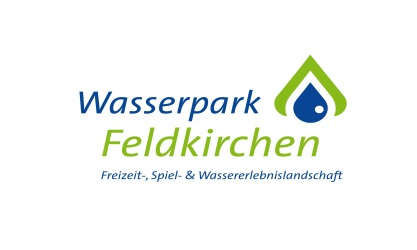 Wasserpark
Feldkirchen
Freizeit-, Spiel- & Wassererlebnislandschaft